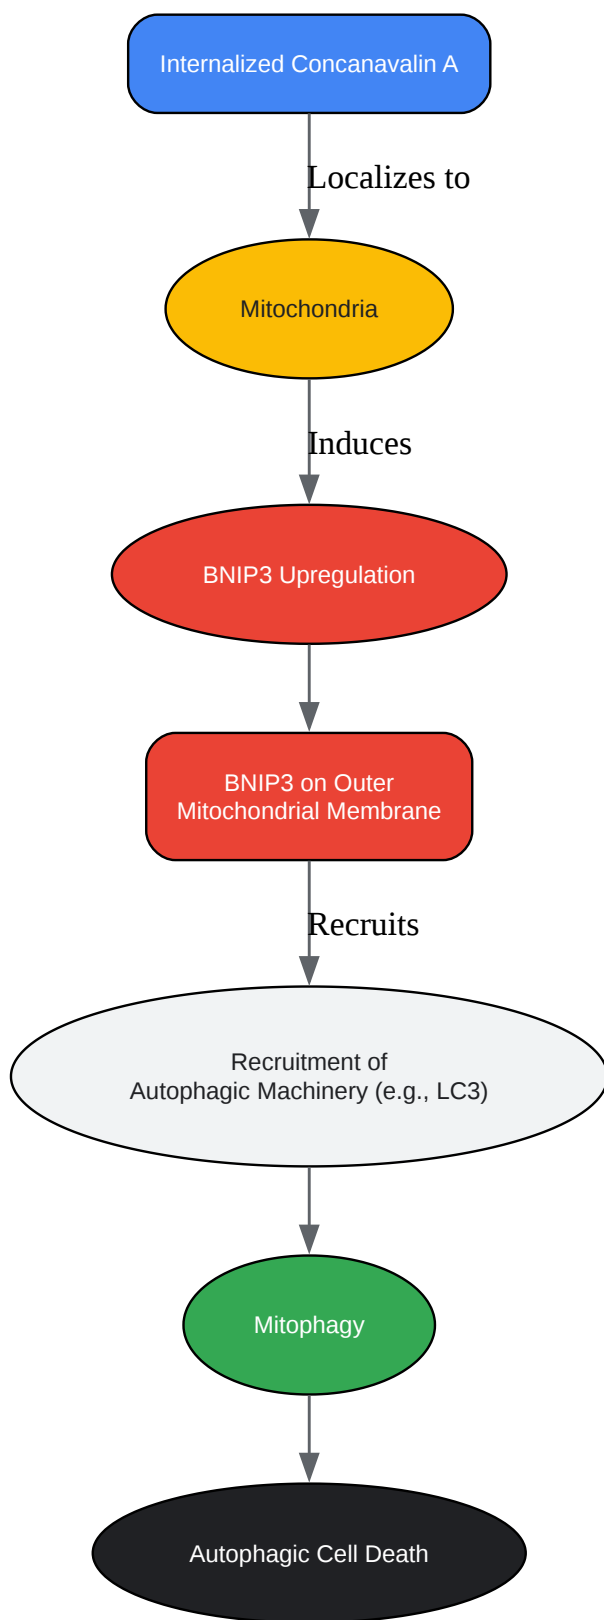 Internalized Concanavalin A
Localizes to
Mitochondria
Induces
BNIP3 Upregulation
BNIP3 on Outer
Mitochondrial Membrane
Recruits
Recruitment of
Autophagic Machinery (e.g., LC3)
Mitophagy
Autophagic Cell Death